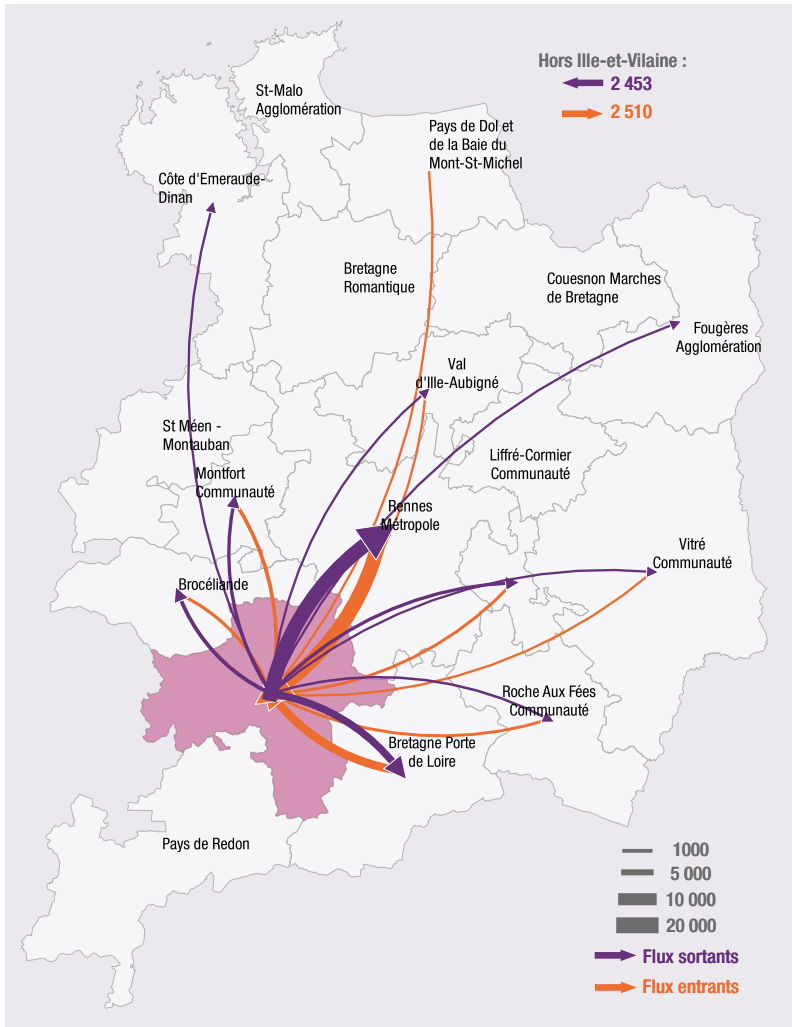 Hors Ille-et-Vilaine :
2 453
2 510
St-Malo
Agglomération
Pays de Dol et
de la Baie du
Mont-St-Michel
Côte d'Emeraude-
Dinan
Bretagne
Romantique
Couesnon Marches
de Bretagne
Fougères
Agglomération
Val
d'Ille-Aubigné
St Méen -
Montauban
Liffré-Cormier
Communauté
Montfort
Communauté
Rennes
Métropole
Vitré
Communauté
Brocéliande
Roche Aux Fées
Communauté
Bretagne Porte
de Loire
Pays de Redon
1000
5 000
10 000
20 000
Flux sortants
Flux entrants